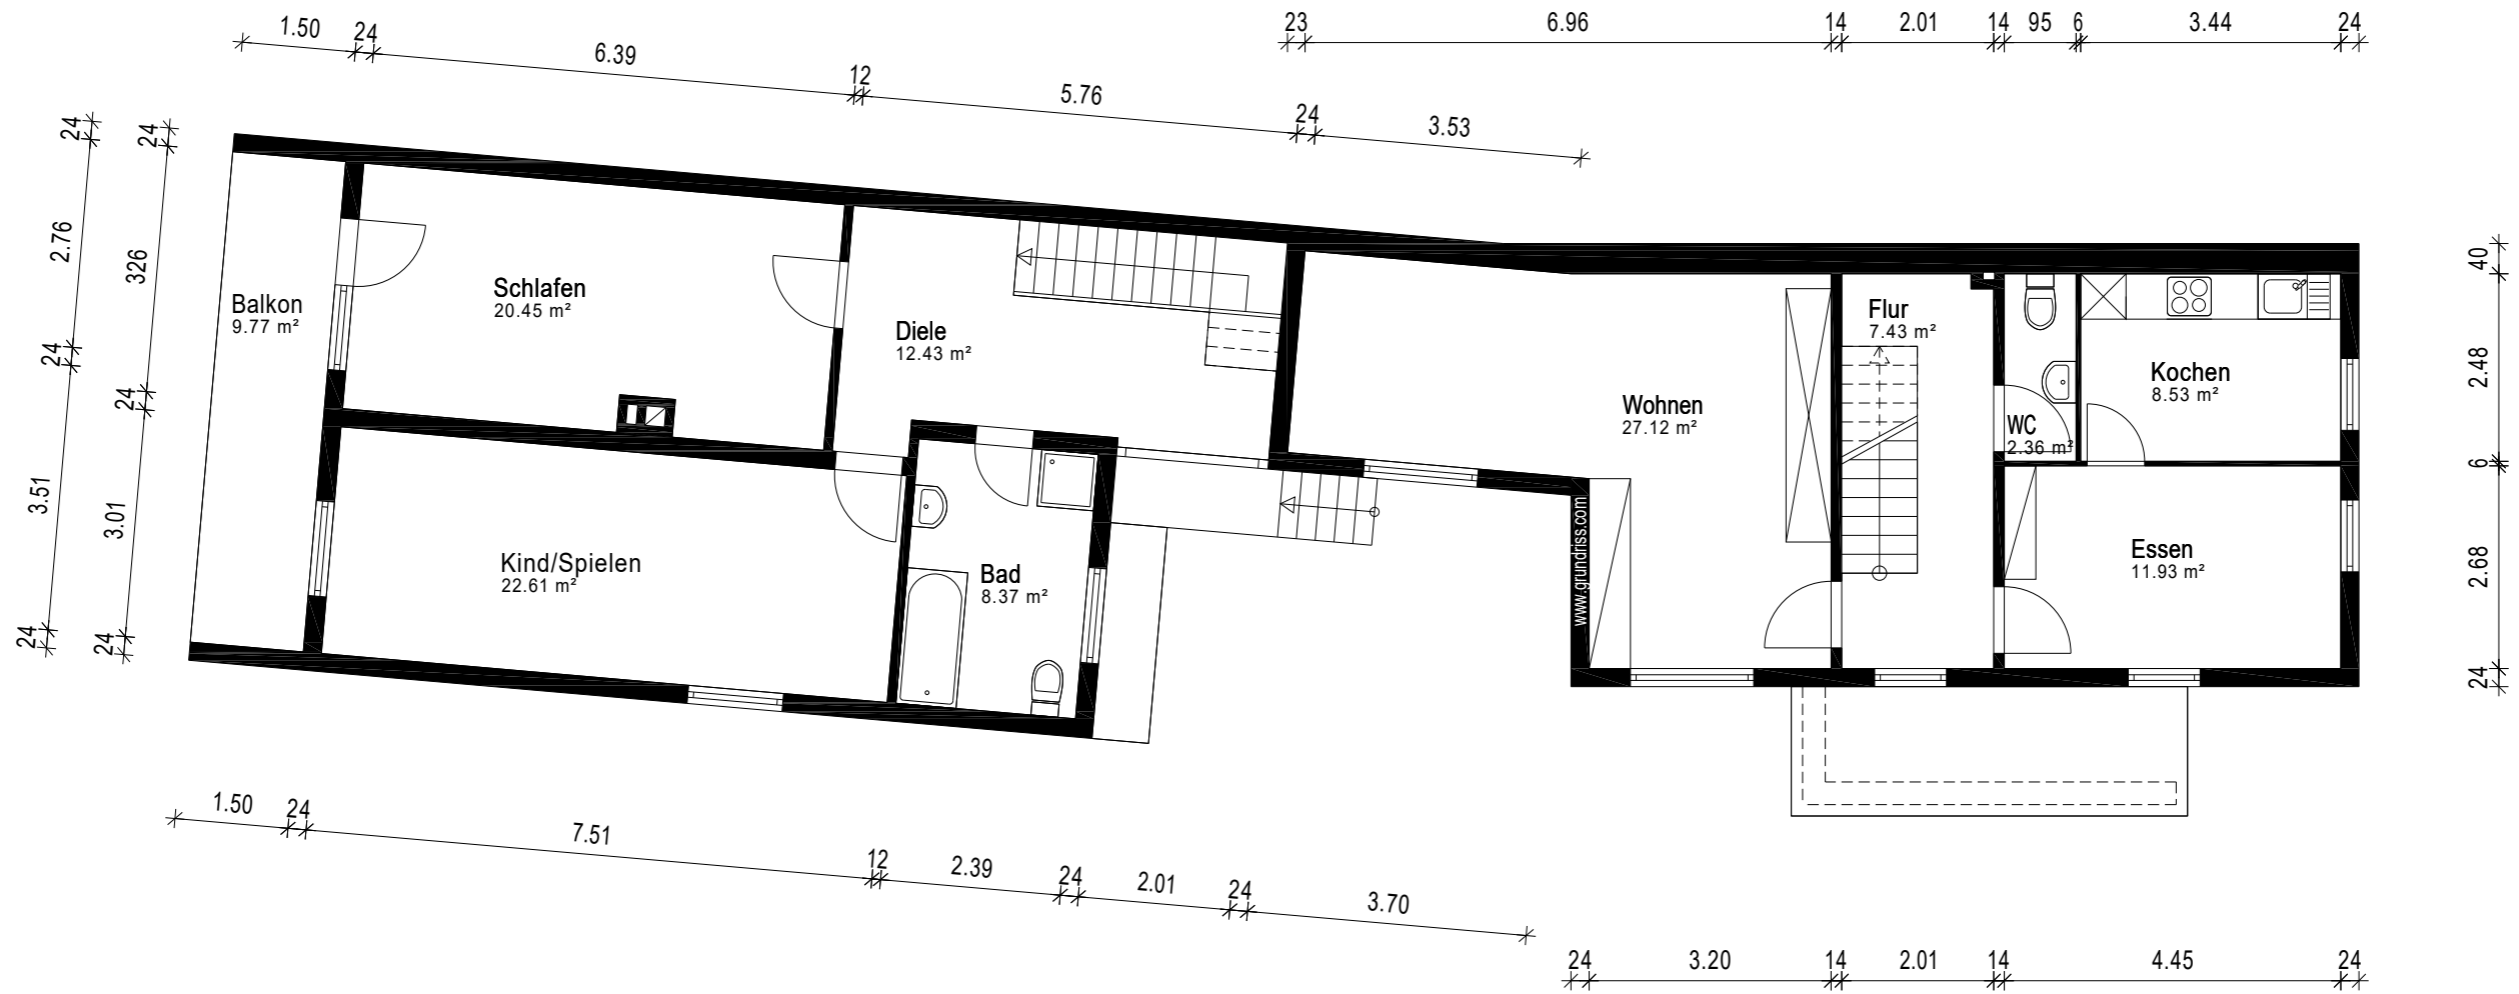 1.50
24
6.39
12
5.76
24
3.53
23
6.96
14
2.01
14
95
6
3.44
24
24
2.76
24
3.51
24
24
326
24
3.01
24
Balkon
9.77 m²
Schlafen
20.45 m²
Diele
12.43 m²
Wohnen
27.12 m²
Flur
7.43 m²
WC
2.36 m²
Kochen
8.53 m²
Kind/Spielen
22.61 m²
Bad
8.37 m²
Essen
11.93 m²
www.grundriss.com
40
2.48
6
2.68
24
1.50
24
7.51
12
2.39
24
2.01
24
3.70
24
3.20
14
2.01
14
4.45
24